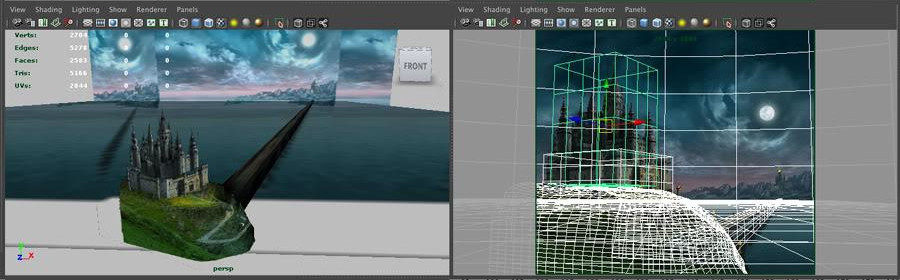 View Shading Lighting Show Renderer Panels
Verts: 2704 0 0
Edges: 5278 0 0
Faces: 2583 0 0
Tris: 5166 0 0
UVs: 2844 0 0
FRONT
persp
View Shading Lighting Show Renderer Panels